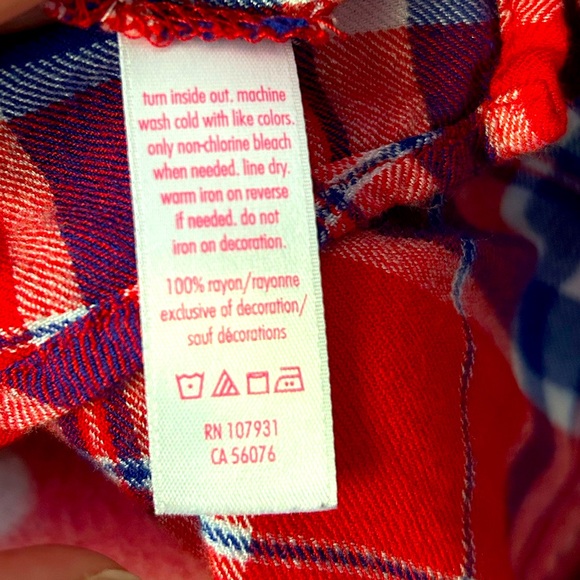 turn inside out. machine
wash cold with like colors.
only non-chlorine bleach
when needed. line dry.
warm iron on reverse
if needed. do not
iron on decoration.
100% rayon/rayonne
exclusive of decoration/
sauf décorations
RN 107931
CA 56076